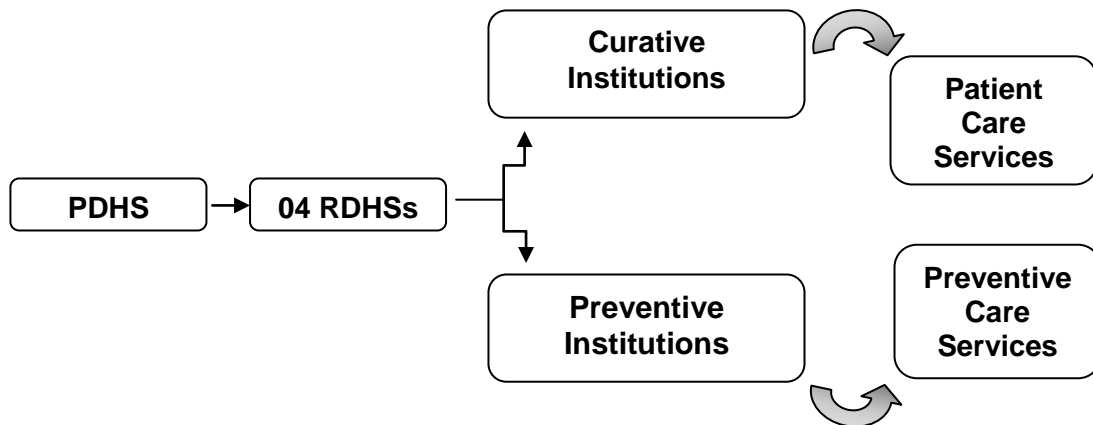 PDHS
04 RDHSs
Curative
Institutions
Patient
Care
Services
Preventive
Institutions
Preventive
Care
Services